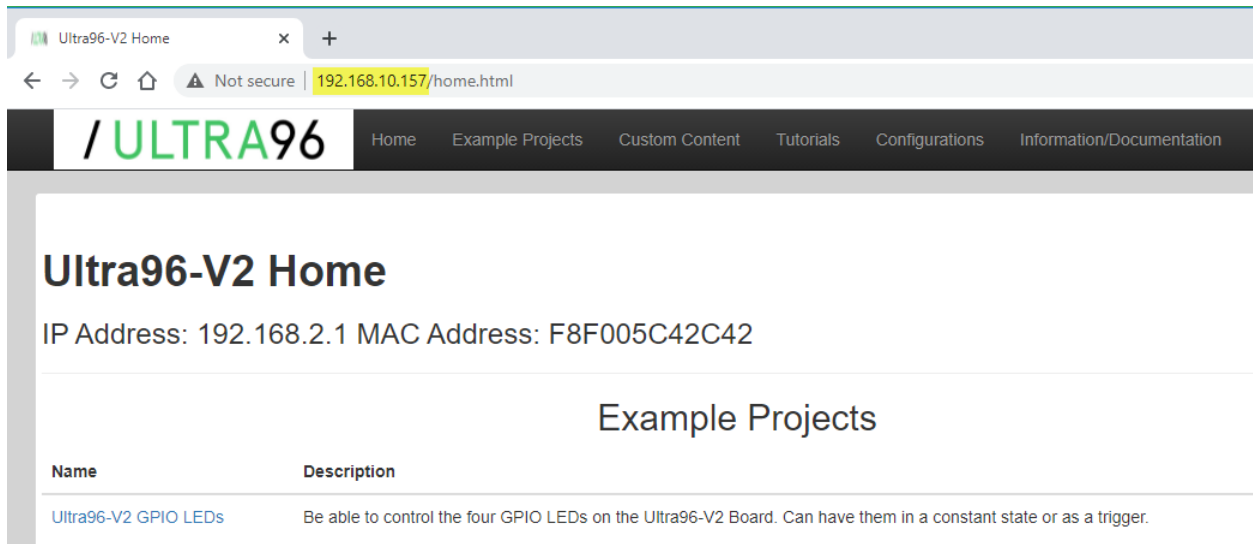 Ultra96-V2 Home
Not secure | 192.168.10.157/home.html
/ ULTRA96 Home Example Projects Custom Content Tutorials Configurations Information/Documentation
Ultra96-V2 Home
IP Address: 192.168.2.1 MAC Address: F8F005C42C42
Example Projects
Name Description
Ultra96-V2 GPIO LEDs Be able to control the four GPIO LEDs on the Ultra96-V2 Board. Can have them in a constant state or as a trigger.